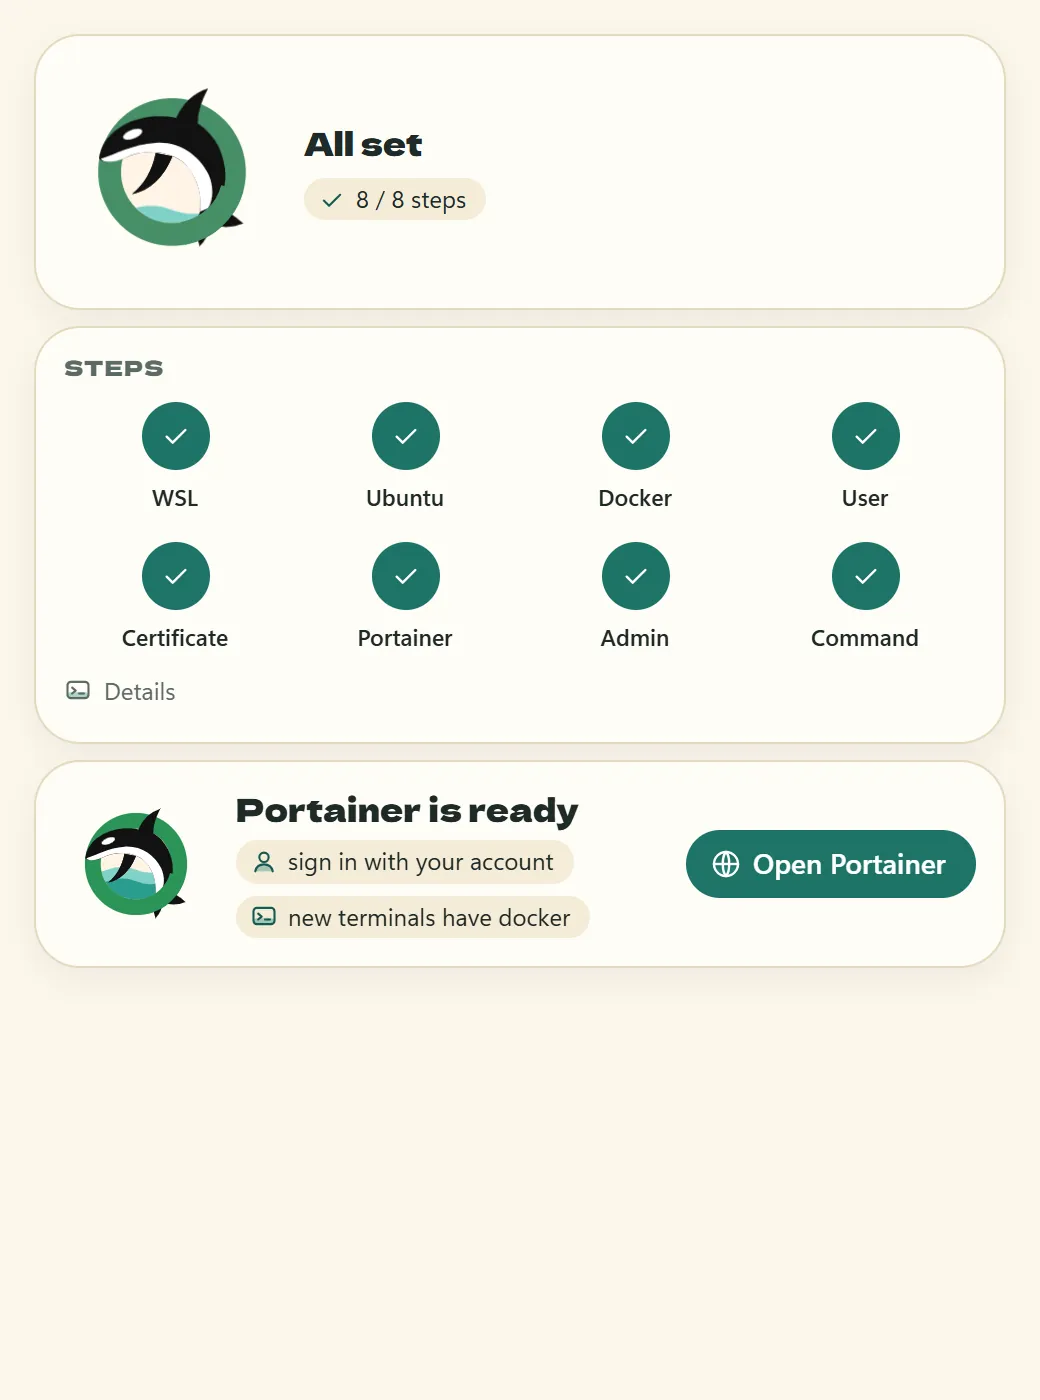 All set
8 / 8 steps
STEPS
WSL
Ubuntu
Docker
User
Certificate
Portainer
Admin
Command
Details
Portainer is ready
sign in with your account
new terminals have docker
Open Portainer